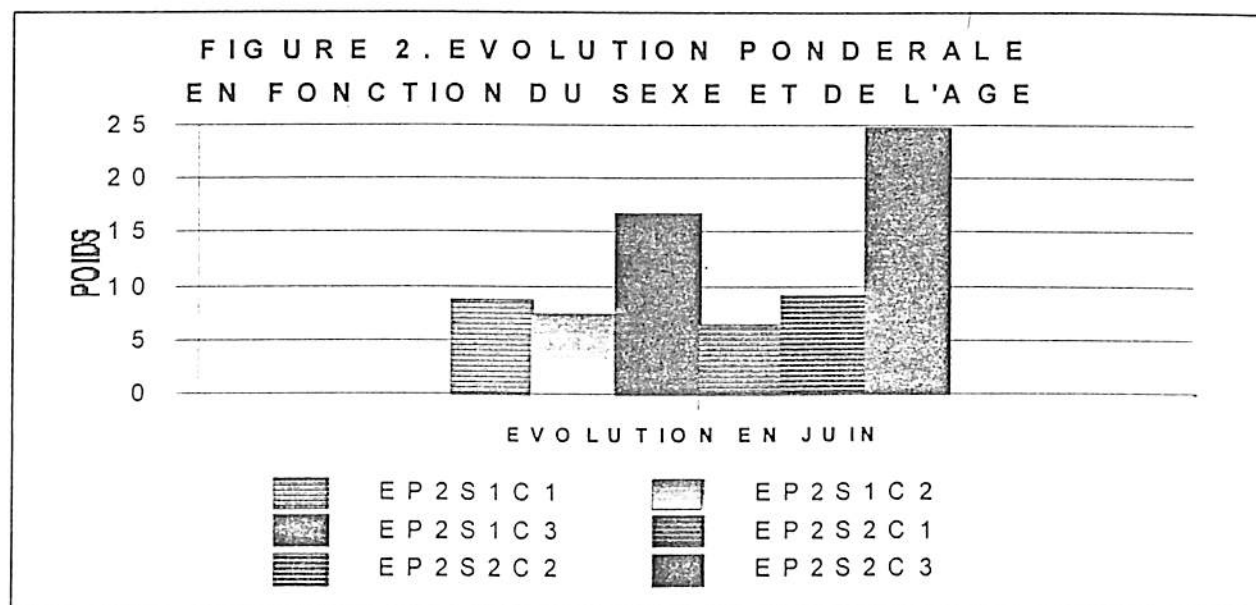 FIGURE 2. EVOLUTION PONDERALE
EN FONCTION DU SEXE ET DE L'AGE
25
20
15
10
5
0
POIDS
EVOLUTION EN JUIN
EP2S1C1 EP2S1C2
EP2S1C3 EP2S2C1
EP2S2C2 EP2S2C3